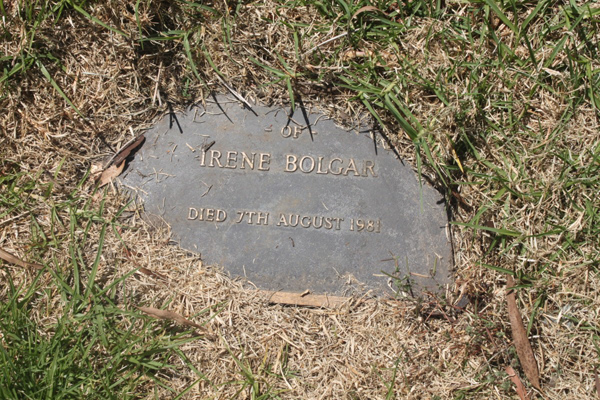 OF
IRENE BOLGAR
DIED 7TH AUGUST 1981